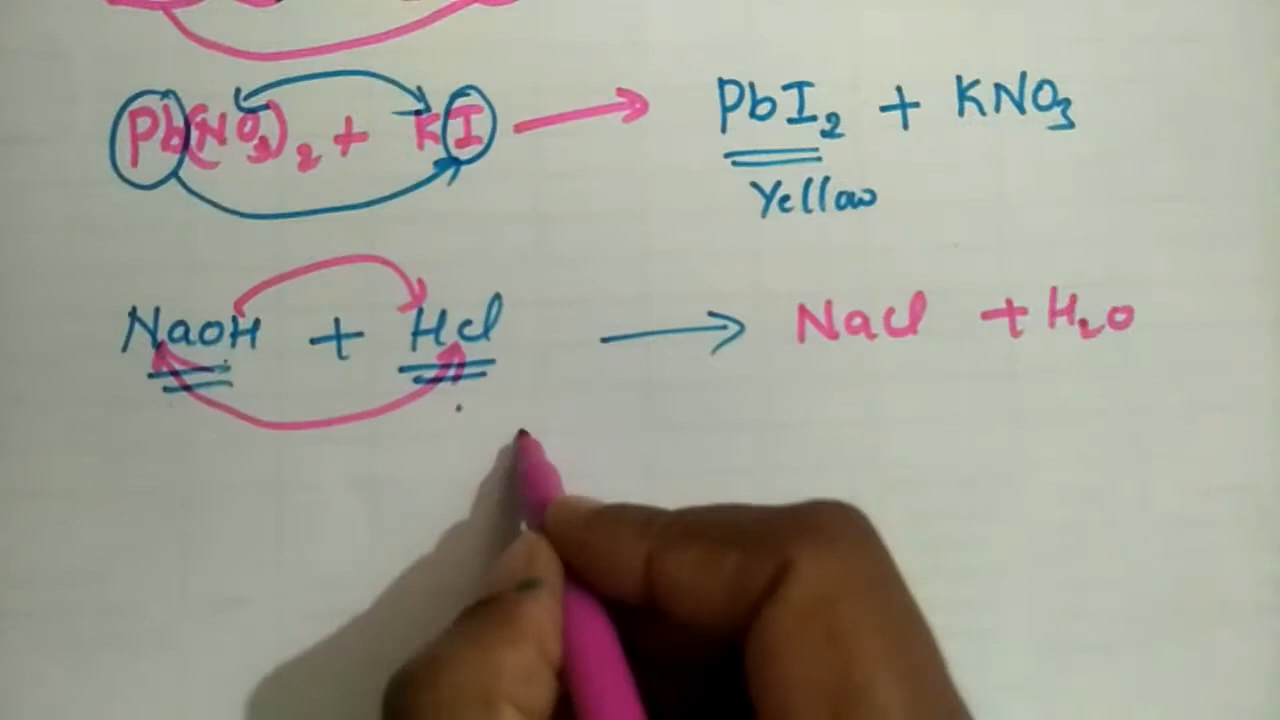 Pb(NO3)2 + KI → PbI2 + KNO3
Yellow
NaOH + HCl → NaCl + H2O